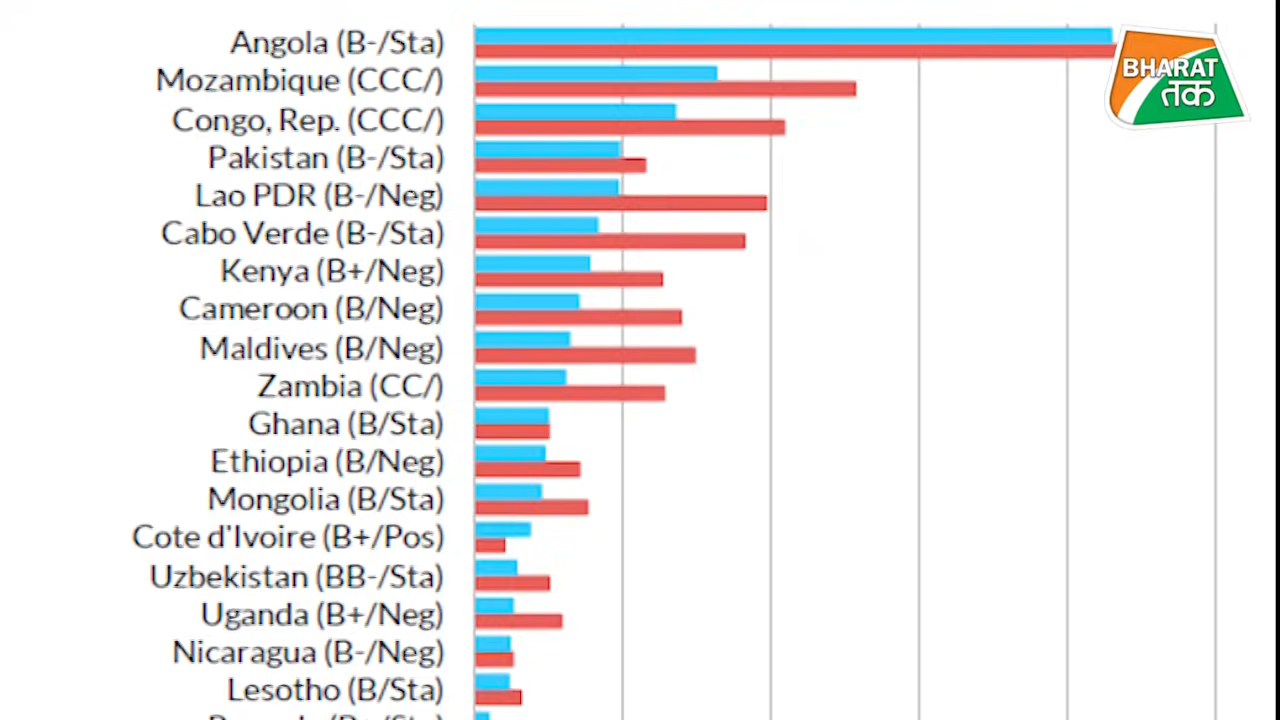 Angola (B-/Sta)
BHARAT
तक
Mozambique (CCC/)
Congo, Rep. (CCC/)
Pakistan (B-/Sta)
Lao PDR (B-/Neg)
Cabo Verde (B-/Sta)
Kenya (B+/Neg)
Cameroon (B/Neg)
Maldives (B/Neg)
Zambia (CC/)
Ghana (B/Sta)
Ethiopia (B/Neg)
Mongolia (B/Sta)
Cote d'Ivoire (B+/Pos)
Uzbekistan (BB-/Sta)
Uganda (B+/Neg)
Nicaragua (B-/Neg)
Lesotho (B/Sta)